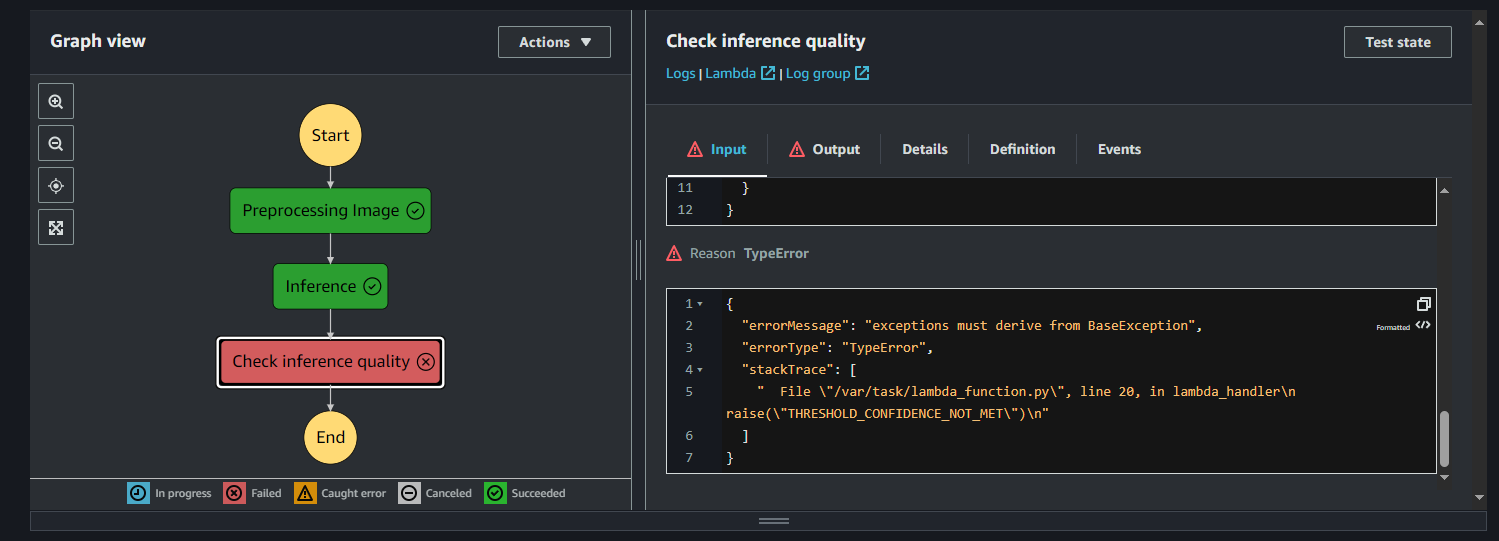 Graph view
Actions
Start
Preprocessing Image
Inference
Check inference quality
End
In progress
Failed
Caught error
Canceled
Succeeded
Check inference quality
Test state
Logs | Lambda | Log group
Input
Output
Details
Definition
Events
11 }
12 }
Reason TypeError
1 {
2 "errorMessage": "exceptions must derive from BaseException",
Formatted </>
3 "errorType": "TypeError",
4 "stackTrace": [
5 "  File \"/var/task/lambda_function.py\", line 20, in lambda_handler\n
raise(\"THRESHOLD_CONFIDENCE_NOT_MET\")\n"
6 ]
7 }